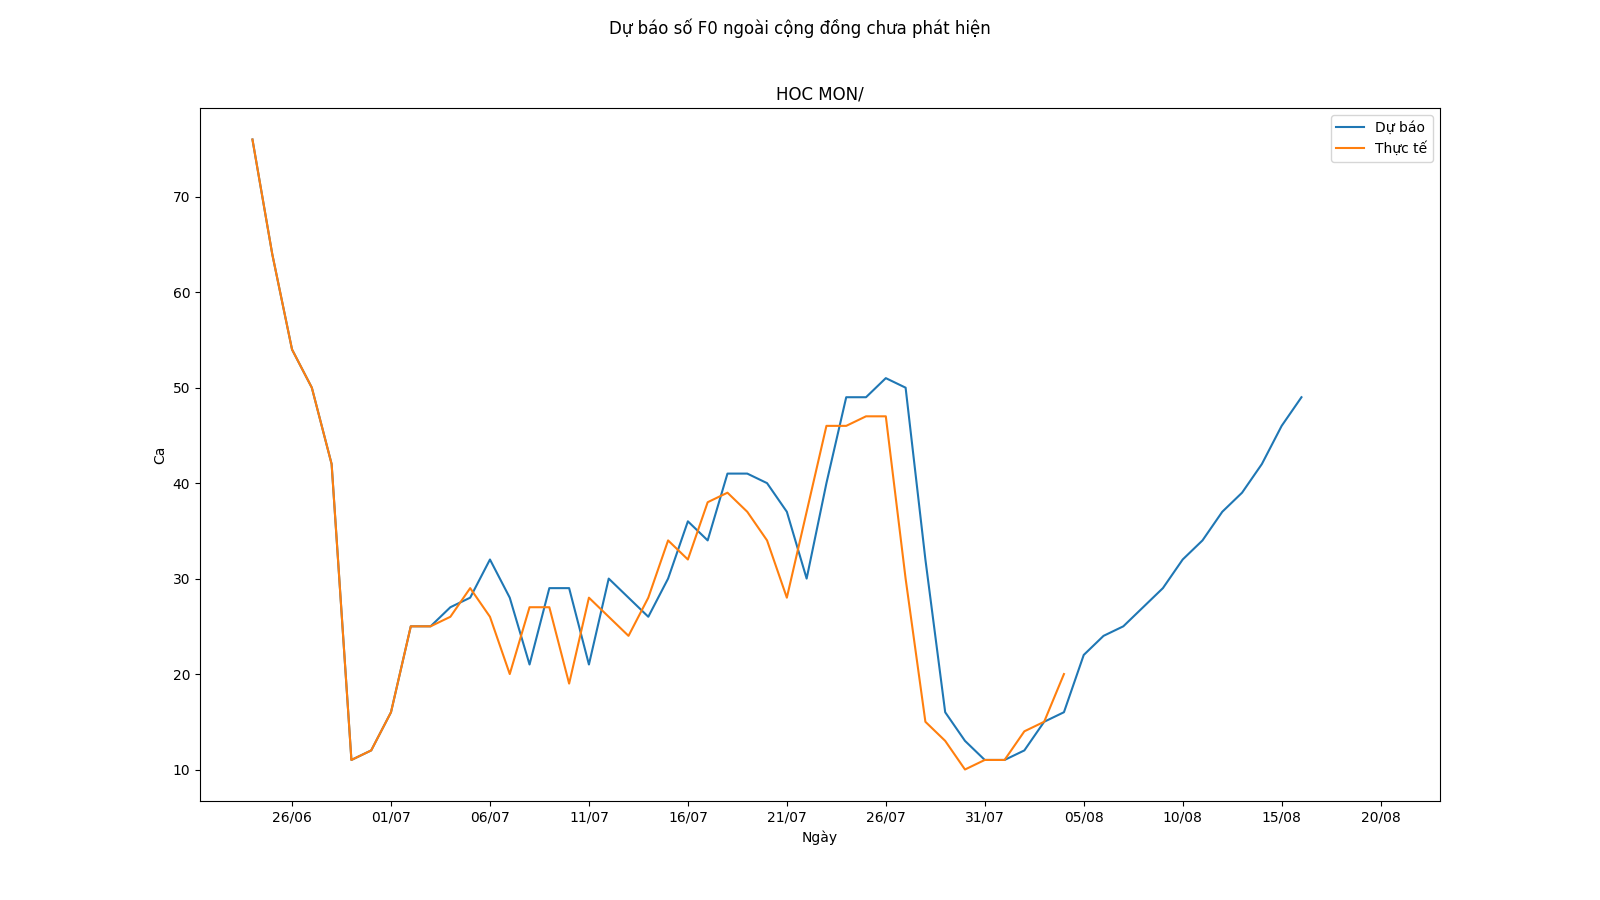 Dự báo số F0 ngoài cộng đồng chưa phát hiện
HOC MON/
Dự báo
Thực tế
70
60
50
40
30
20
10
Ca
26/06 01/07 06/07 11/07 16/07 21/07 26/07 31/07 05/08 10/08 15/08 20/08
Ngày